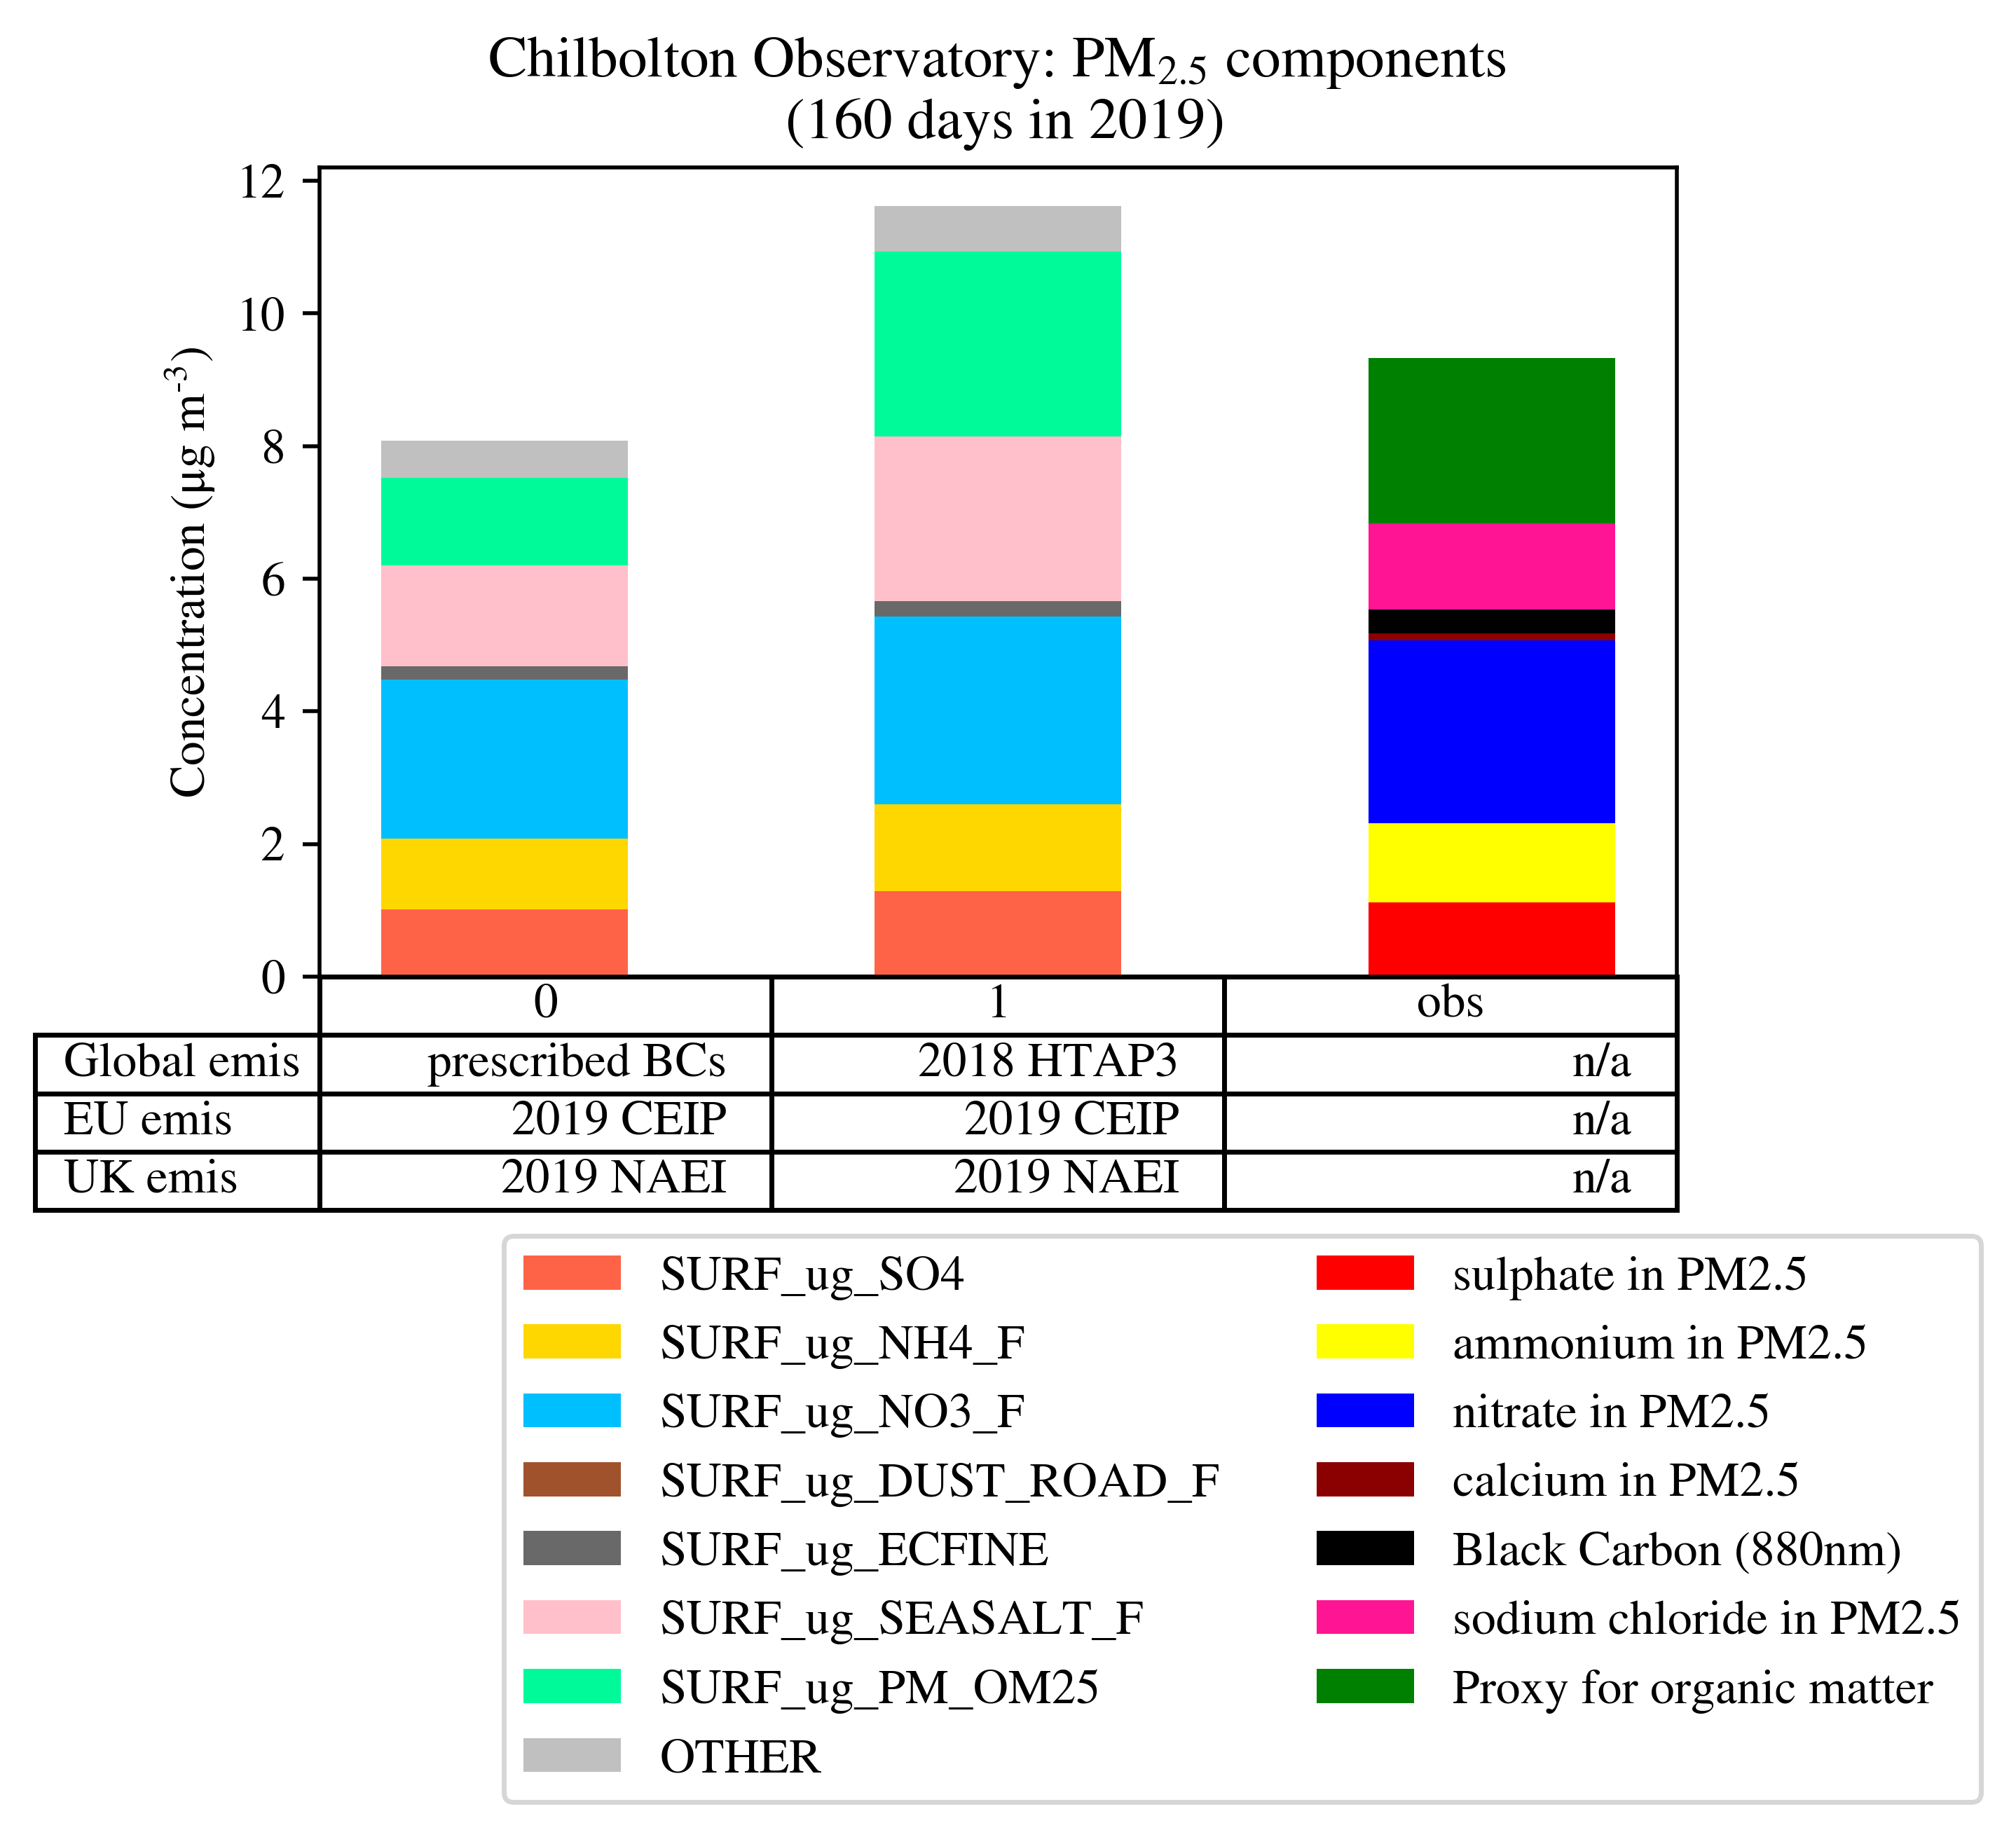 Chilbolton Observatory: PM2.5 components
(160 days in 2019)
Concentration (µg m-3)
12
10
8
6
4
2
0
0 1 obs
Global emis prescribed BCs 2018 HTAP3 n/a
EU emis 2019 CEIP 2019 CEIP n/a
UK emis 2019 NAEI 2019 NAEI n/a
SURF_ug_SO4
SURF_ug_NH4_F
SURF_ug_NO3_F
SURF_ug_DUST_ROAD_F
SURF_ug_ECFINE
SURF_ug_SEASALT_F
SURF_ug_PM_OM25
OTHER
sulphate in PM2.5
ammonium in PM2.5
nitrate in PM2.5
calcium in PM2.5
Black Carbon (880nm)
sodium chloride in PM2.5
Proxy for organic matter